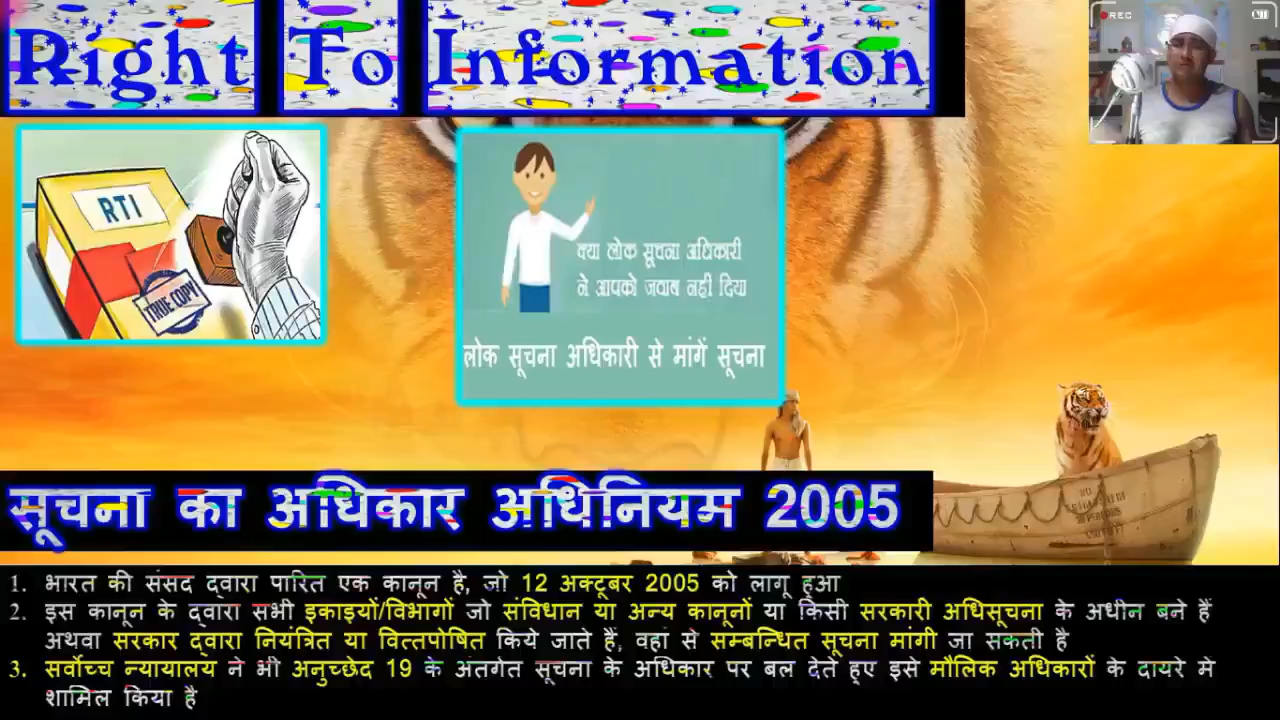 Right To Information
REC
RTI
TRUE COPY
क्या लोक सूचना अधिकारी
ने आपको जवाब नहीं दिया
लोक सूचना अधिकारी से मांगें सूचना
सूचना का अधिकार अधिनियम 2005
1. भारत की संसद द्वारा पारित एक कानून है, जो 12 अक्टूबर 2005 को लागू हुआ
2. इस कानून के द्वारा सभी इकाइयों/विभागों जो संविधान या अन्य कानूनों या किसी सरकारी अधिसूचना के अधीन बने हैं
अथवा सरकार द्वारा नियंत्रित या वित्तपोषित किये जाते हैं, वहां से सम्बन्धित सूचना मांगी जा सकती है
3. सर्वोच्च न्यायालय ने भी अनुच्छेद 19 के अंतर्गत सूचना के अधिकार पर बल देते हुए इसे मौलिक अधिकारों के दायरे में
शामिल किया है